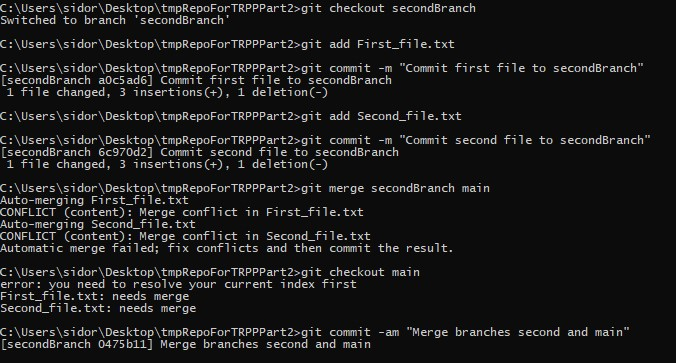 C:\Users\sidor\Desktop\tmpRepoForTRPPPart2>git checkout secondBranch
Switched to branch 'secondBranch'
C:\Users\sidor\Desktop\tmpRepoForTRPPPart2>git add First_file.txt
C:\Users\sidor\Desktop\tmpRepoForTRPPPart2>git commit -m "Commit first file to secondBranch"
[secondBranch a0c5ad6] Commit first file to secondBranch
 1 file changed, 3 insertions(+), 1 deletion(-)
C:\Users\sidor\Desktop\tmpRepoForTRPPPart2>git add Second_file.txt
C:\Users\sidor\Desktop\tmpRepoForTRPPPart2>git commit -m "Commit second file to secondBranch"
[secondBranch 6c970d2] Commit second file to secondBranch
 1 file changed, 3 insertions(+), 1 deletion(-)
C:\Users\sidor\Desktop\tmpRepoForTRPPPart2>git merge secondBranch main
Auto-merging First_file.txt
CONFLICT (content): Merge conflict in First_file.txt
Auto-merging Second_file.txt
CONFLICT (content): Merge conflict in Second_file.txt
Automatic merge failed; fix conflicts and then commit the result.
C:\Users\sidor\Desktop\tmpRepoForTRPPPart2>git checkout main
error: you need to resolve your current index first
First_file.txt: needs merge
Second_file.txt: needs merge
C:\Users\sidor\Desktop\tmpRepoForTRPPPart2>git commit -am "Merge branches second and main"
[secondBranch 0475b11] Merge branches second and main